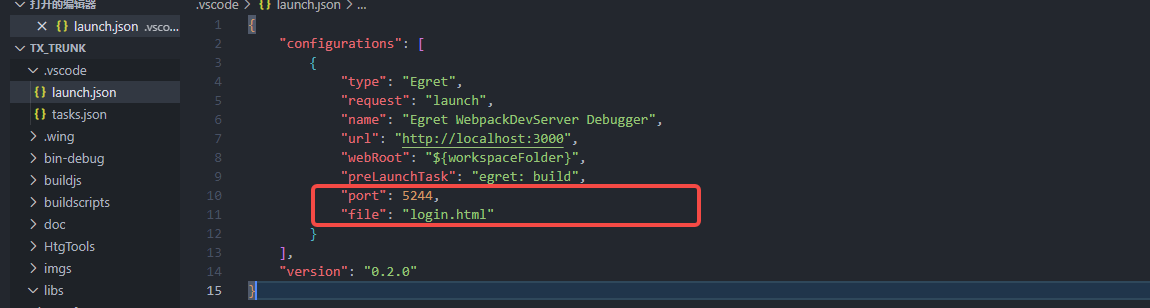 打开的编辑器
launch.json .vsco...
TX_TRUNK
.vscode
launch.json
tasks.json
.wing
bin-debug
buildjs
buildscripts
doc
HtgTools
imgs
libs
.vscode > {} launch.json > ...
1 {
2 "configurations": [
3 {
4 "type": "Egret",
5 "request": "launch",
6 "name": "Egret WebpackDevServer Debugger",
7 "url": "http://localhost:3000",
8 "webRoot": "${workspaceFolder}",
9 "preLaunchTask": "egret: build",
10 "port": 5244,
11 "file": "login.html"
12 }
13 ],
14 "version": "0.2.0"
15 }